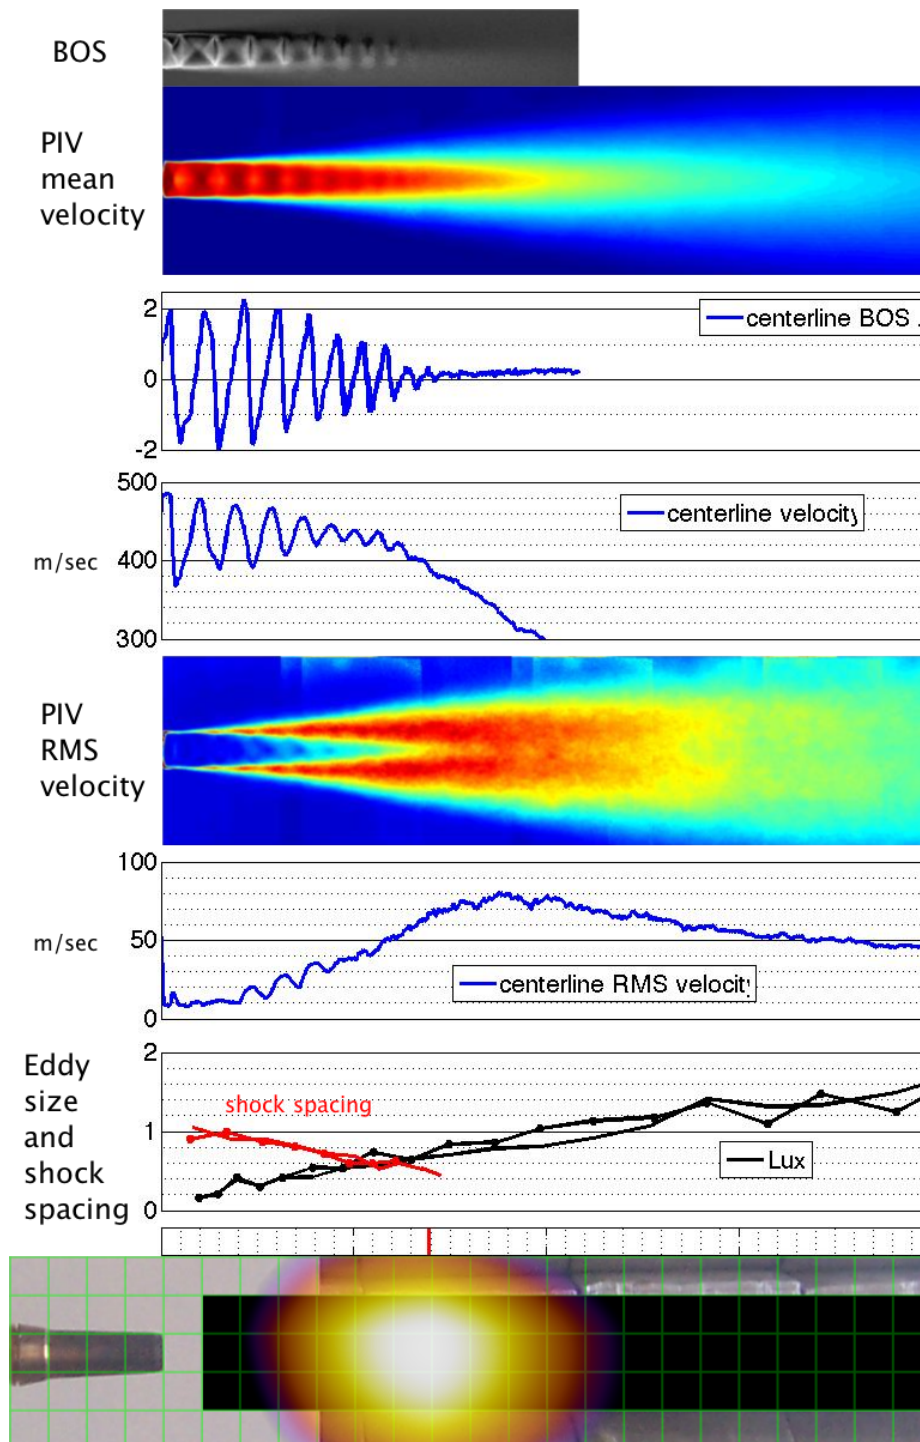 BOS
PIV
mean
velocity
2
centerline BOS
0
-2
500
centerline velocity
m/sec
400
300
PIV
RMS
velocity
100
m/sec
50
centerline RMS velocity
0
Eddy
size
and
shock
spacing
2
shock spacing
1
Lux
0